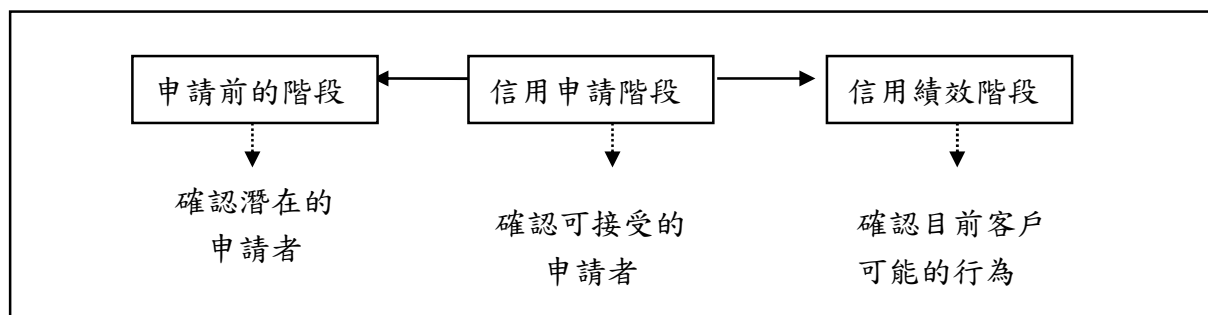 申請前的階段
信用申請階段
信用績效階段
確認潛在的
申請者
確認可接受的
申請者
確認目前客戶
可能的行為